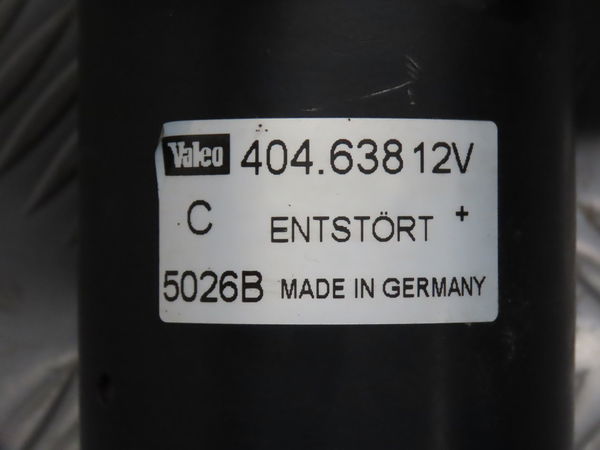 Valeo 404.638 12V
C ENTSTÖRT +
5026B MADE IN GERMANY